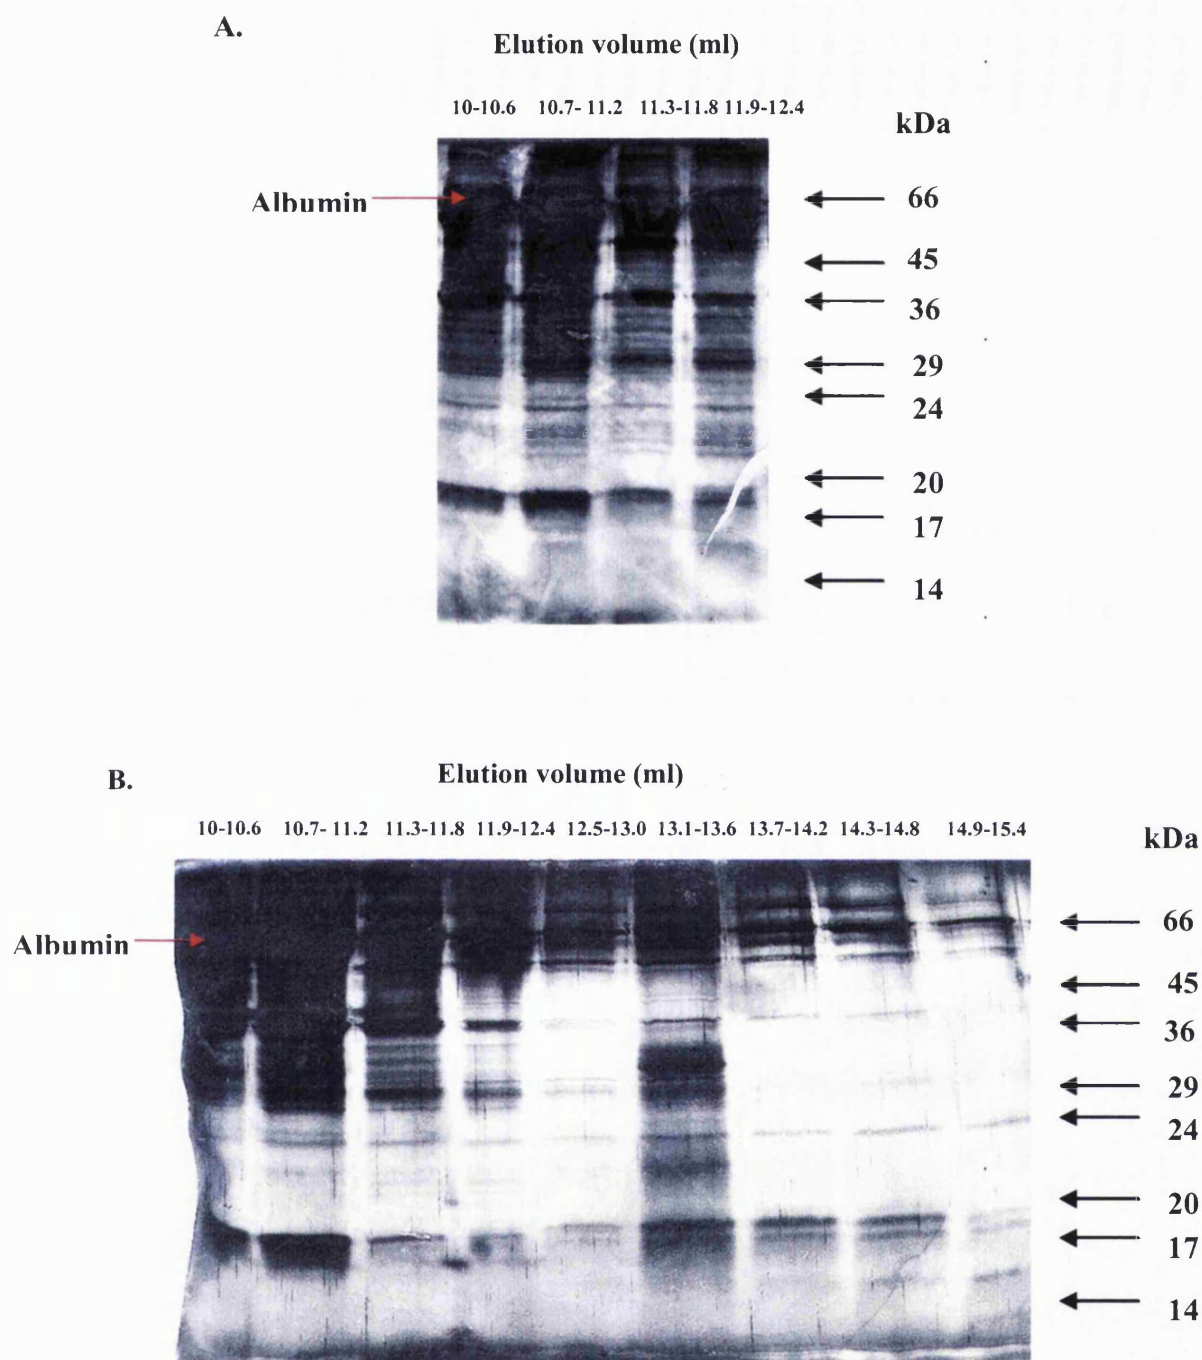 A.
Elution volume (ml)
10-10.6 10.7- 11.2 11.3-11.8 11.9-12.4
kDa
Albumin
66
45
36
29
24
20
17
14
B.
Elution volume (ml)
10-10.6 10.7- 11.2 11.3-11.8 11.9-12.4 12.5-13.0 13.1-13.6 13.7-14.2 14.3-14.8 14.9-15.4
kDa
Albumin
66
45
36
29
24
20
17
14